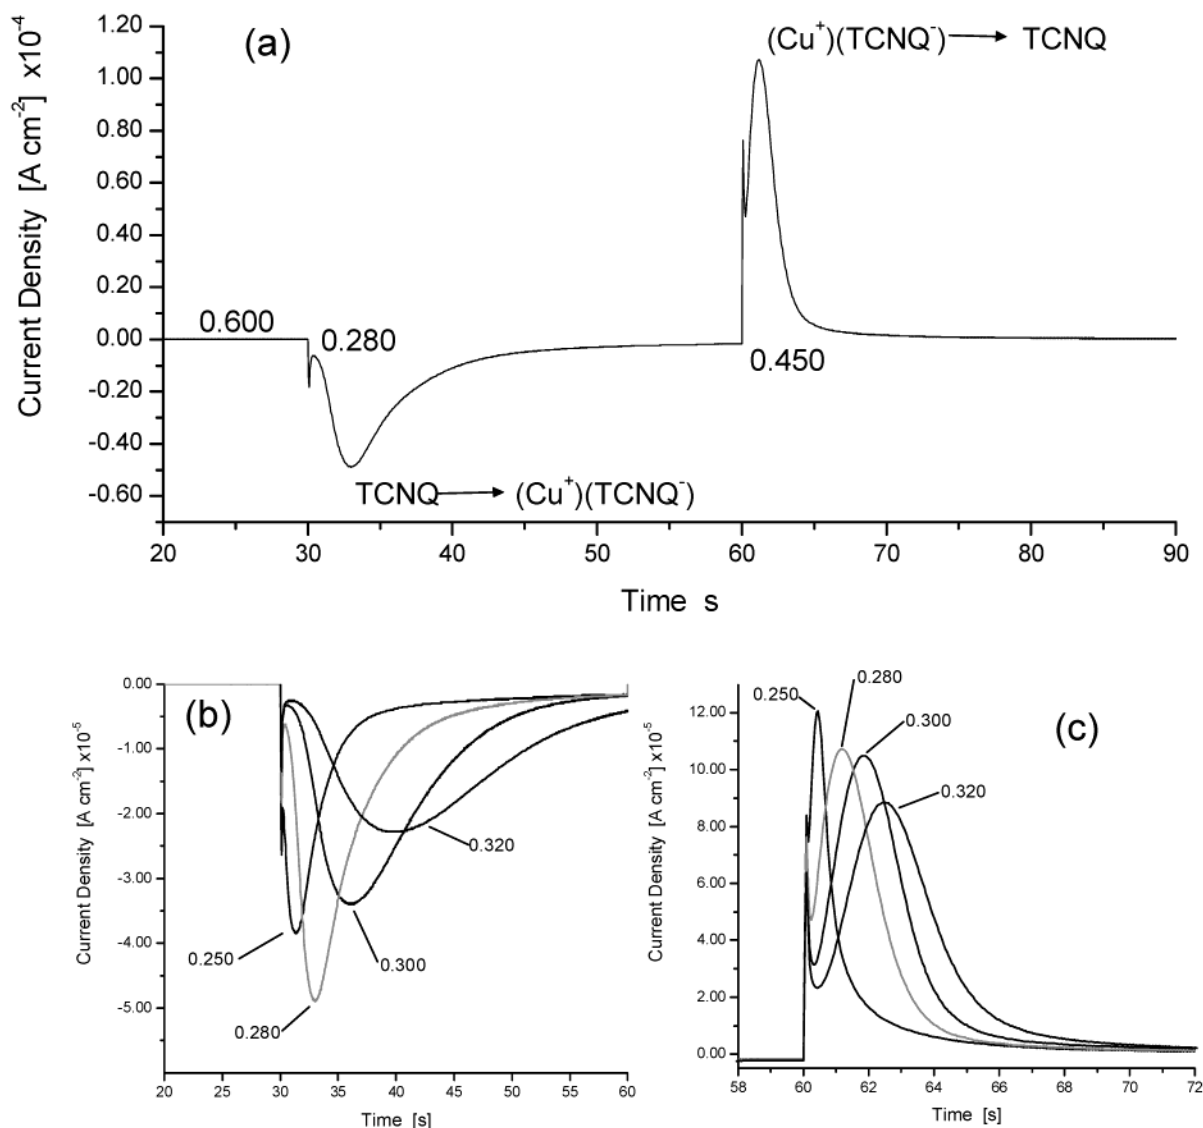 (a)
(Cu⁺)(TCNQ⁻) → TCNQ
Current Density [A cm⁻²] x10⁻⁴
1.20
1.00
0.80
0.60
0.40
0.20
0.00
-0.20
-0.40
-0.60
0.600
0.280
0.450
TCNQ → (Cu⁺)(TCNQ⁻)
20 30 40 50 60 70 80 90
Time s
(b)
Current Density [A cm⁻²] x10⁻⁵
0.00
-1.00
-2.00
-3.00
-4.00
-5.00
0.320
0.250
0.300
0.280
20 25 30 35 40 45 50 55 60
Time [s]
(c)
Current Density [A cm⁻²] x10⁻⁵
12.00
10.00
8.00
6.00
4.00
2.00
0.00
0.250
0.280
0.300
0.320
58 60 62 64 66 68 70 72
Time [s]